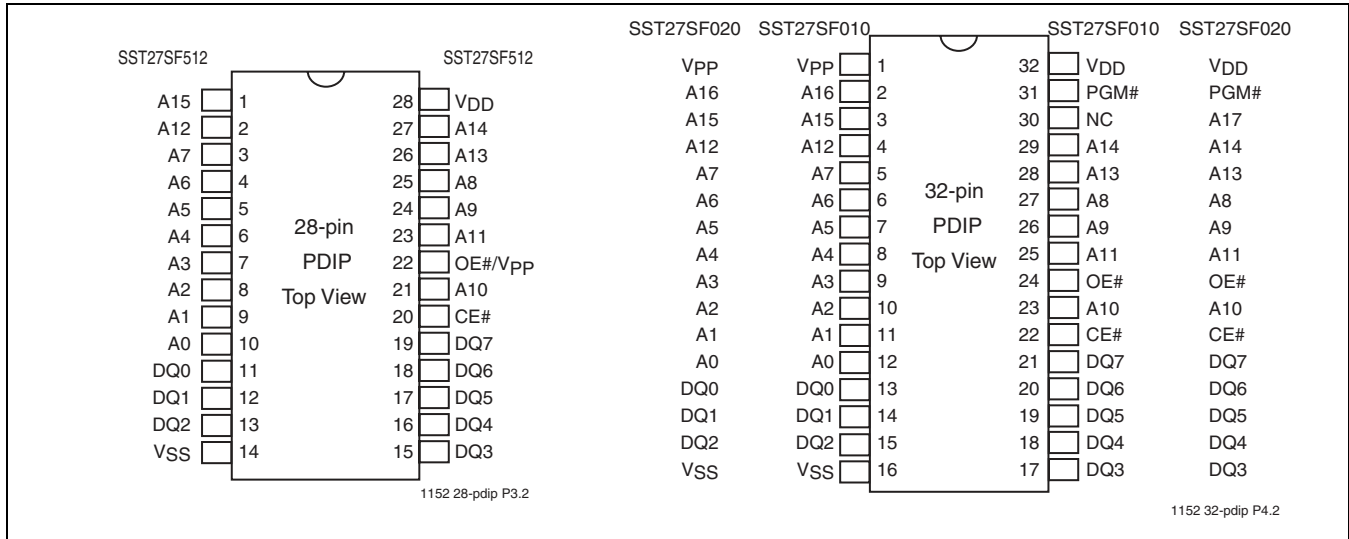 SST27SF512 SST27SF512
A15 1 28 VDD
A12 2 27 A14
A7 3 26 A13
A6 4 25 A8
A5 5 24 A9
A4 6 23 A11
A3 7 22 OE#/VPP
A2 8 21 A10
A1 9 20 CE#
A0 10 19 DQ7
DQ0 11 18 DQ6
DQ1 12 17 DQ5
DQ2 13 16 DQ4
VSS 14 15 DQ3
28-pin
PDIP
Top View
1152 28-pdip P3.2
SST27SF020 SST27SF010 SST27SF010 SST27SF020
VPP VPP 1 32 VDD VDD
A16 A16 2 31 PGM# PGM#
A15 A15 3 30 NC A17
A12 A12 4 29 A14 A14
A7 A7 5 28 A13 A13
A6 A6 6 27 A8 A8
A5 A5 7 26 A9 A9
A4 A4 8 25 A11 A11
A3 A3 9 24 OE# OE#
A2 A2 10 23 A10 A10
A1 A1 11 22 CE# CE#
A0 A0 12 21 DQ7 DQ7
DQ0 DQ0 13 20 DQ6 DQ6
DQ1 DQ1 14 19 DQ5 DQ5
DQ2 DQ2 15 18 DQ4 DQ4
VSS VSS 16 17 DQ3 DQ3
32-pin
PDIP
Top View
1152 32-pdip P4.2